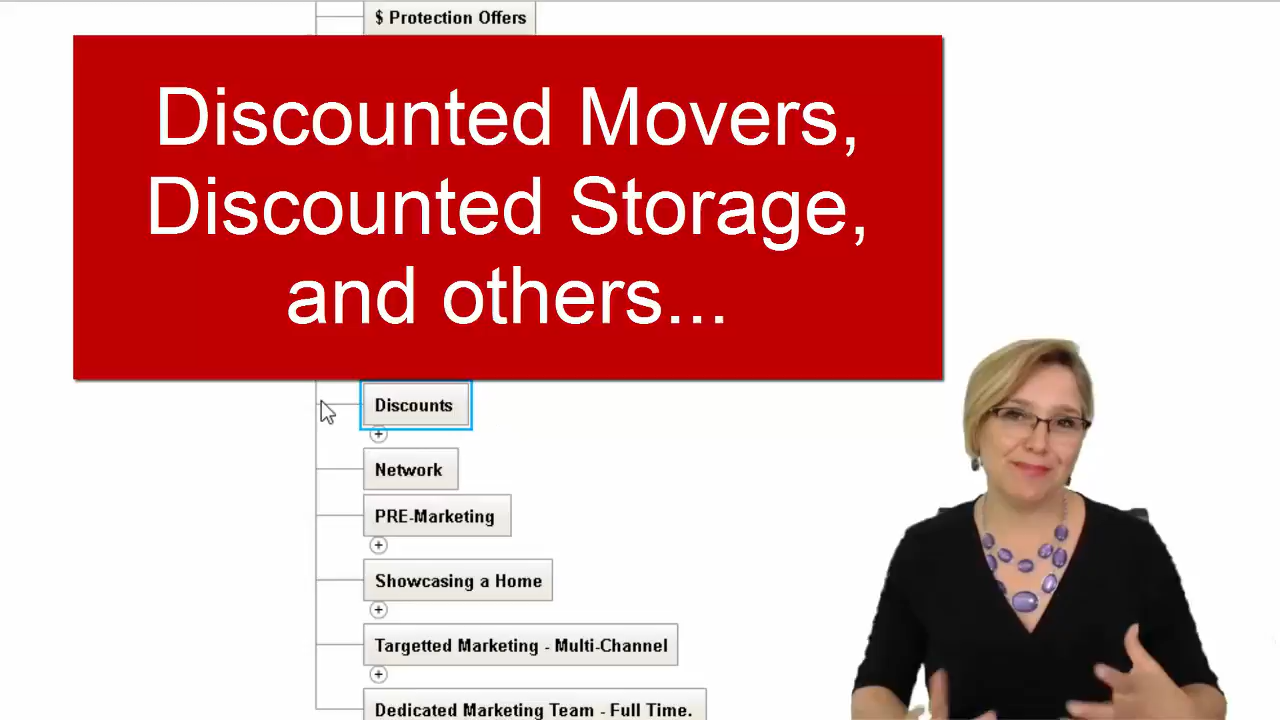 $ Protection Offers
Discounted Movers,
Discounted Storage,
and others...
Discounts
Network
PRE-Marketing
Showcasing a Home
Targetted Marketing - Multi-Channel
Dedicated Marketing Team - Full Time.